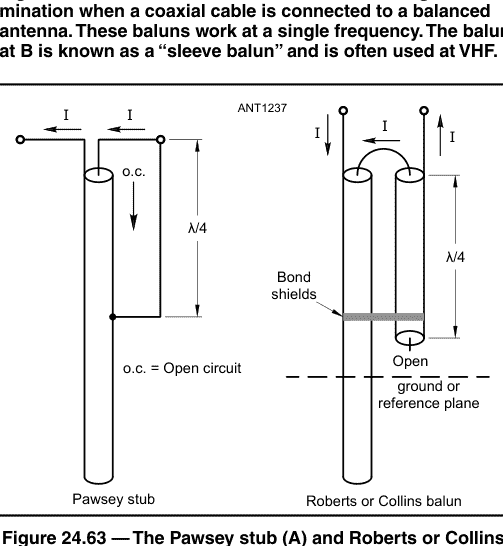 mination when a coaxial cable is connected to a balanced
antenna. These baluns work at a single frequency. The balun
at B is known as a “sleeve balun” and is often used at VHF.
ANT1237
I
I
o.c.
λ/4
o.c. = Open circuit
Pawsey stub
I
I
I
λ/4
Bond
shields
Open
ground or
reference plane
Roberts or Collins balun
Figure 24.63 — The Pawsey stub (A) and Roberts or Collins